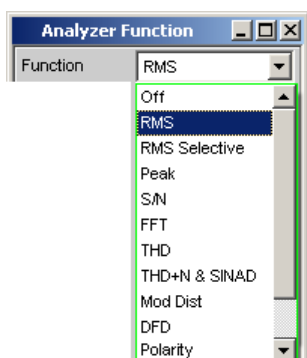 Analyzer Function
Function RMS
Off
RMS
RMS Selective
Peak
S/N
FFT
THD
THD+N & SINAD
Mod Dist
DFD
Polarity